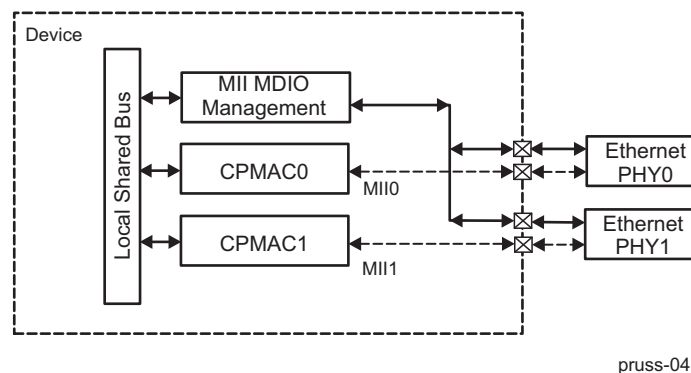 Device
Local Shared Bus
MII MDIO
Management
CPMAC0
MII0
CPMAC1
MII1
Ethernet
PHY0
Ethernet
PHY1
pruss-04